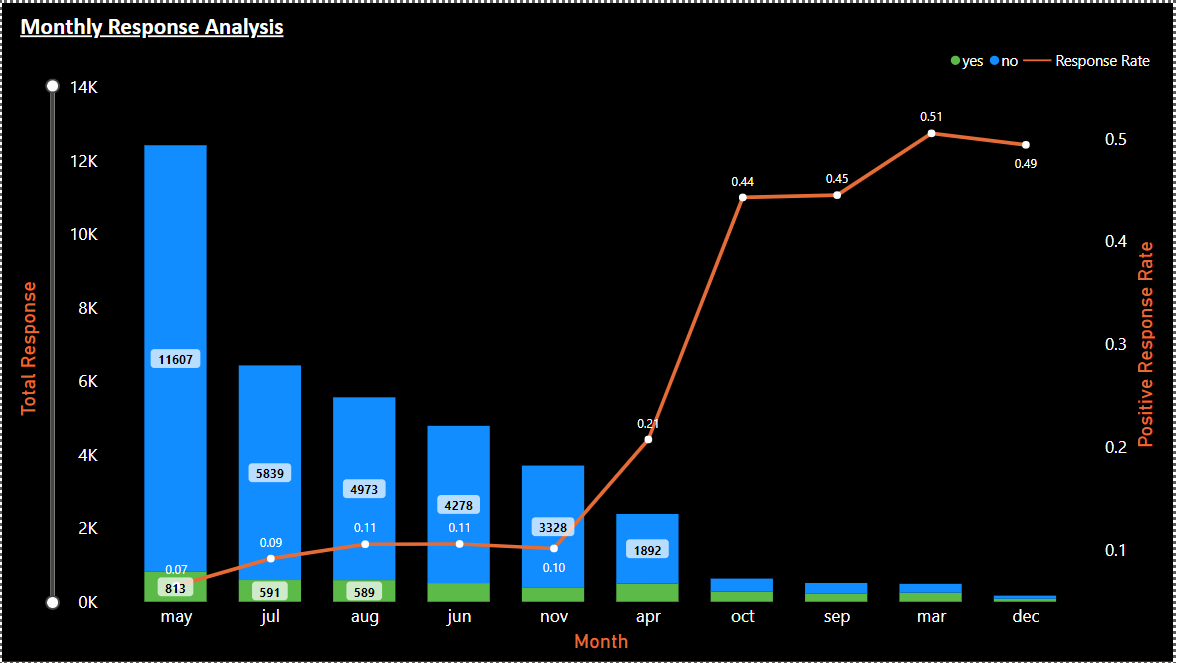 Monthly Response Analysis
yes no Response Rate
14K
12K
10K
8K
6K
4K
2K
0K
Total Response
11607
5839
4973
4278
3328
1892
813
591
589
0.07
0.09
0.11
0.11
0.10
0.21
0.44
0.45
0.51
0.49
0.5
0.4
0.3
0.2
0.1
Positive Response Rate
may jul aug jun nov apr oct sep mar dec
Month